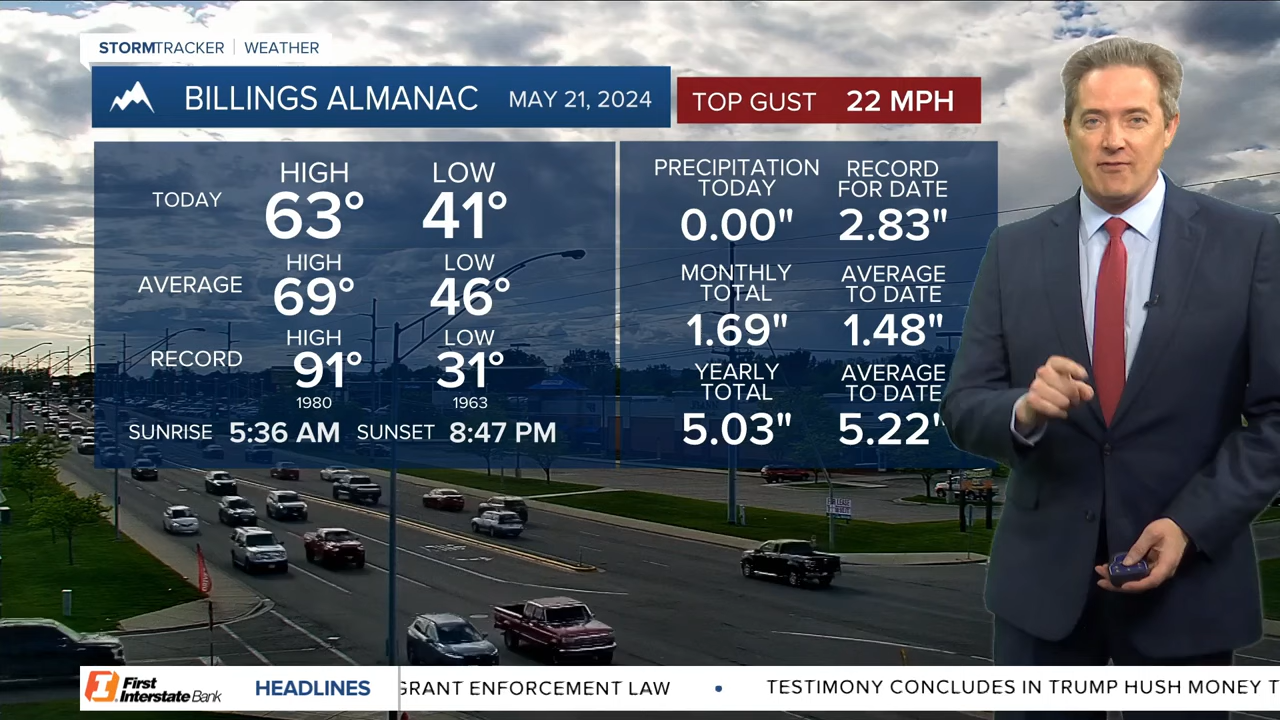 STORMTRACKER | WEATHER
BILLINGS ALMANAC MAY 21, 2024
TOP GUST 22 MPH
HIGH LOW
TODAY 63° 41°
HIGH LOW
AVERAGE 69° 46°
HIGH LOW
RECORD 91° 31°
1980 1963
SUNRISE 5:36 AM SUNSET 8:47 PM
PRECIPITATION RECORD
TODAY FOR DATE
0.00" 2.83"
MONTHLY AVERAGE
TOTAL TO DATE
1.69" 1.48"
YEARLY AVERAGE
TOTAL TO DATE
5.03" 5.22"
FOR LEASE
First
Interstate Bank
HEADLINES
GRANT ENFORCEMENT LAW • TESTIMONY CONCLUDES IN TRUMP HUSH MONEY T